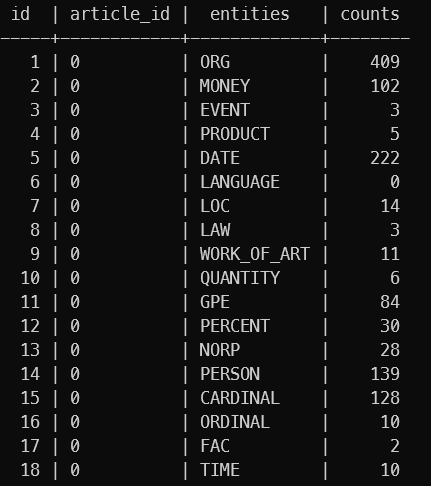 id | article_id | entities | counts
-----+------------+-------------+--------
1 | 0 | ORG | 409
2 | 0 | MONEY | 102
3 | 0 | EVENT | 3
4 | 0 | PRODUCT | 5
5 | 0 | DATE | 222
6 | 0 | LANGUAGE | 0
7 | 0 | LOC | 14
8 | 0 | LAW | 3
9 | 0 | WORK_OF_ART | 11
10 | 0 | QUANTITY | 6
11 | 0 | GPE | 84
12 | 0 | PERCENT | 30
13 | 0 | NORP | 28
14 | 0 | PERSON | 139
15 | 0 | CARDINAL | 128
16 | 0 | ORDINAL | 10
17 | 0 | FAC | 2
18 | 0 | TIME | 10